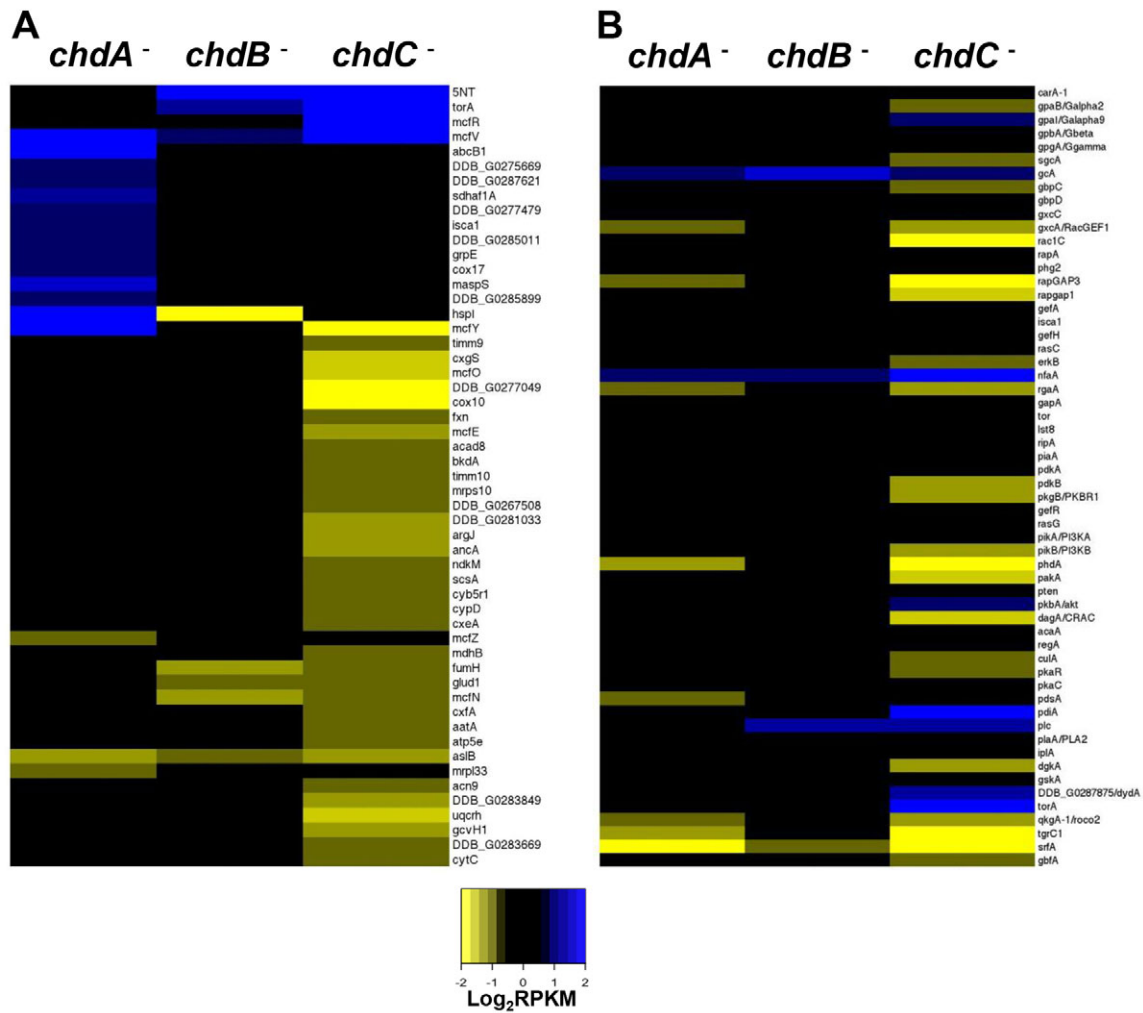 A
chdA - chdB - chdC -
5NT
torA
mcfR
mcfV
abcB1
DDB_G0275669
DDB_G0287621
sdhaf1A
DDB_G0277479
isca1
DDB_G0285011
grpE
cox17
maspS
DDB_G0285899
hspI
mcfY
timm9
cxgS
mcfO
DDB_G0277049
cox10
fxn
mcfE
acad8
bkdA
timm10
mrps10
DDB_G0267508
DDB_G0281033
argJ
ancA
ndkM
scsA
cyb5r1
cypD
cxeA
mcfZ
mdhB
fumH
glud1
mcfN
cxfA
aatA
atp5e
aslB
mrpl33
acn9
DDB_G0283849
uqcrh
gcvH1
DDB_G0283669
cytC
B
chdA - chdB - chdC -
carA-1
gpaB/Galpha2
gpaI/Galapha9
gpbA/Gbeta
gpgA/Ggamma
sgcA
gcA
gbpC
gbpD
gxcC
gxcA/RacGEF1
rac1C
rapA
phg2
rapGAP3
rapgap1
gefA
isca1
gefH
rasC
erkB
nfaA
rgaA
gapA
tor
lst8
ripA
piaA
pdkA
pdkB
pkgB/PKBR1
gefR
rasG
pikA/PI3KA
pikB/PI3KB
phdA
pakA
pten
pkbA/akt
dagA/CRAC
acaA
regA
culA
pkaR
pkaC
pdsA
pdiA
plc
plaA/PLA2
iplA
dgkA
gskA
DDB_G0287875/dydA
torA
qkgA-1/roco2
tgrC1
srfA
gbfA
-2 -1 0 1 2
Log2RPKM